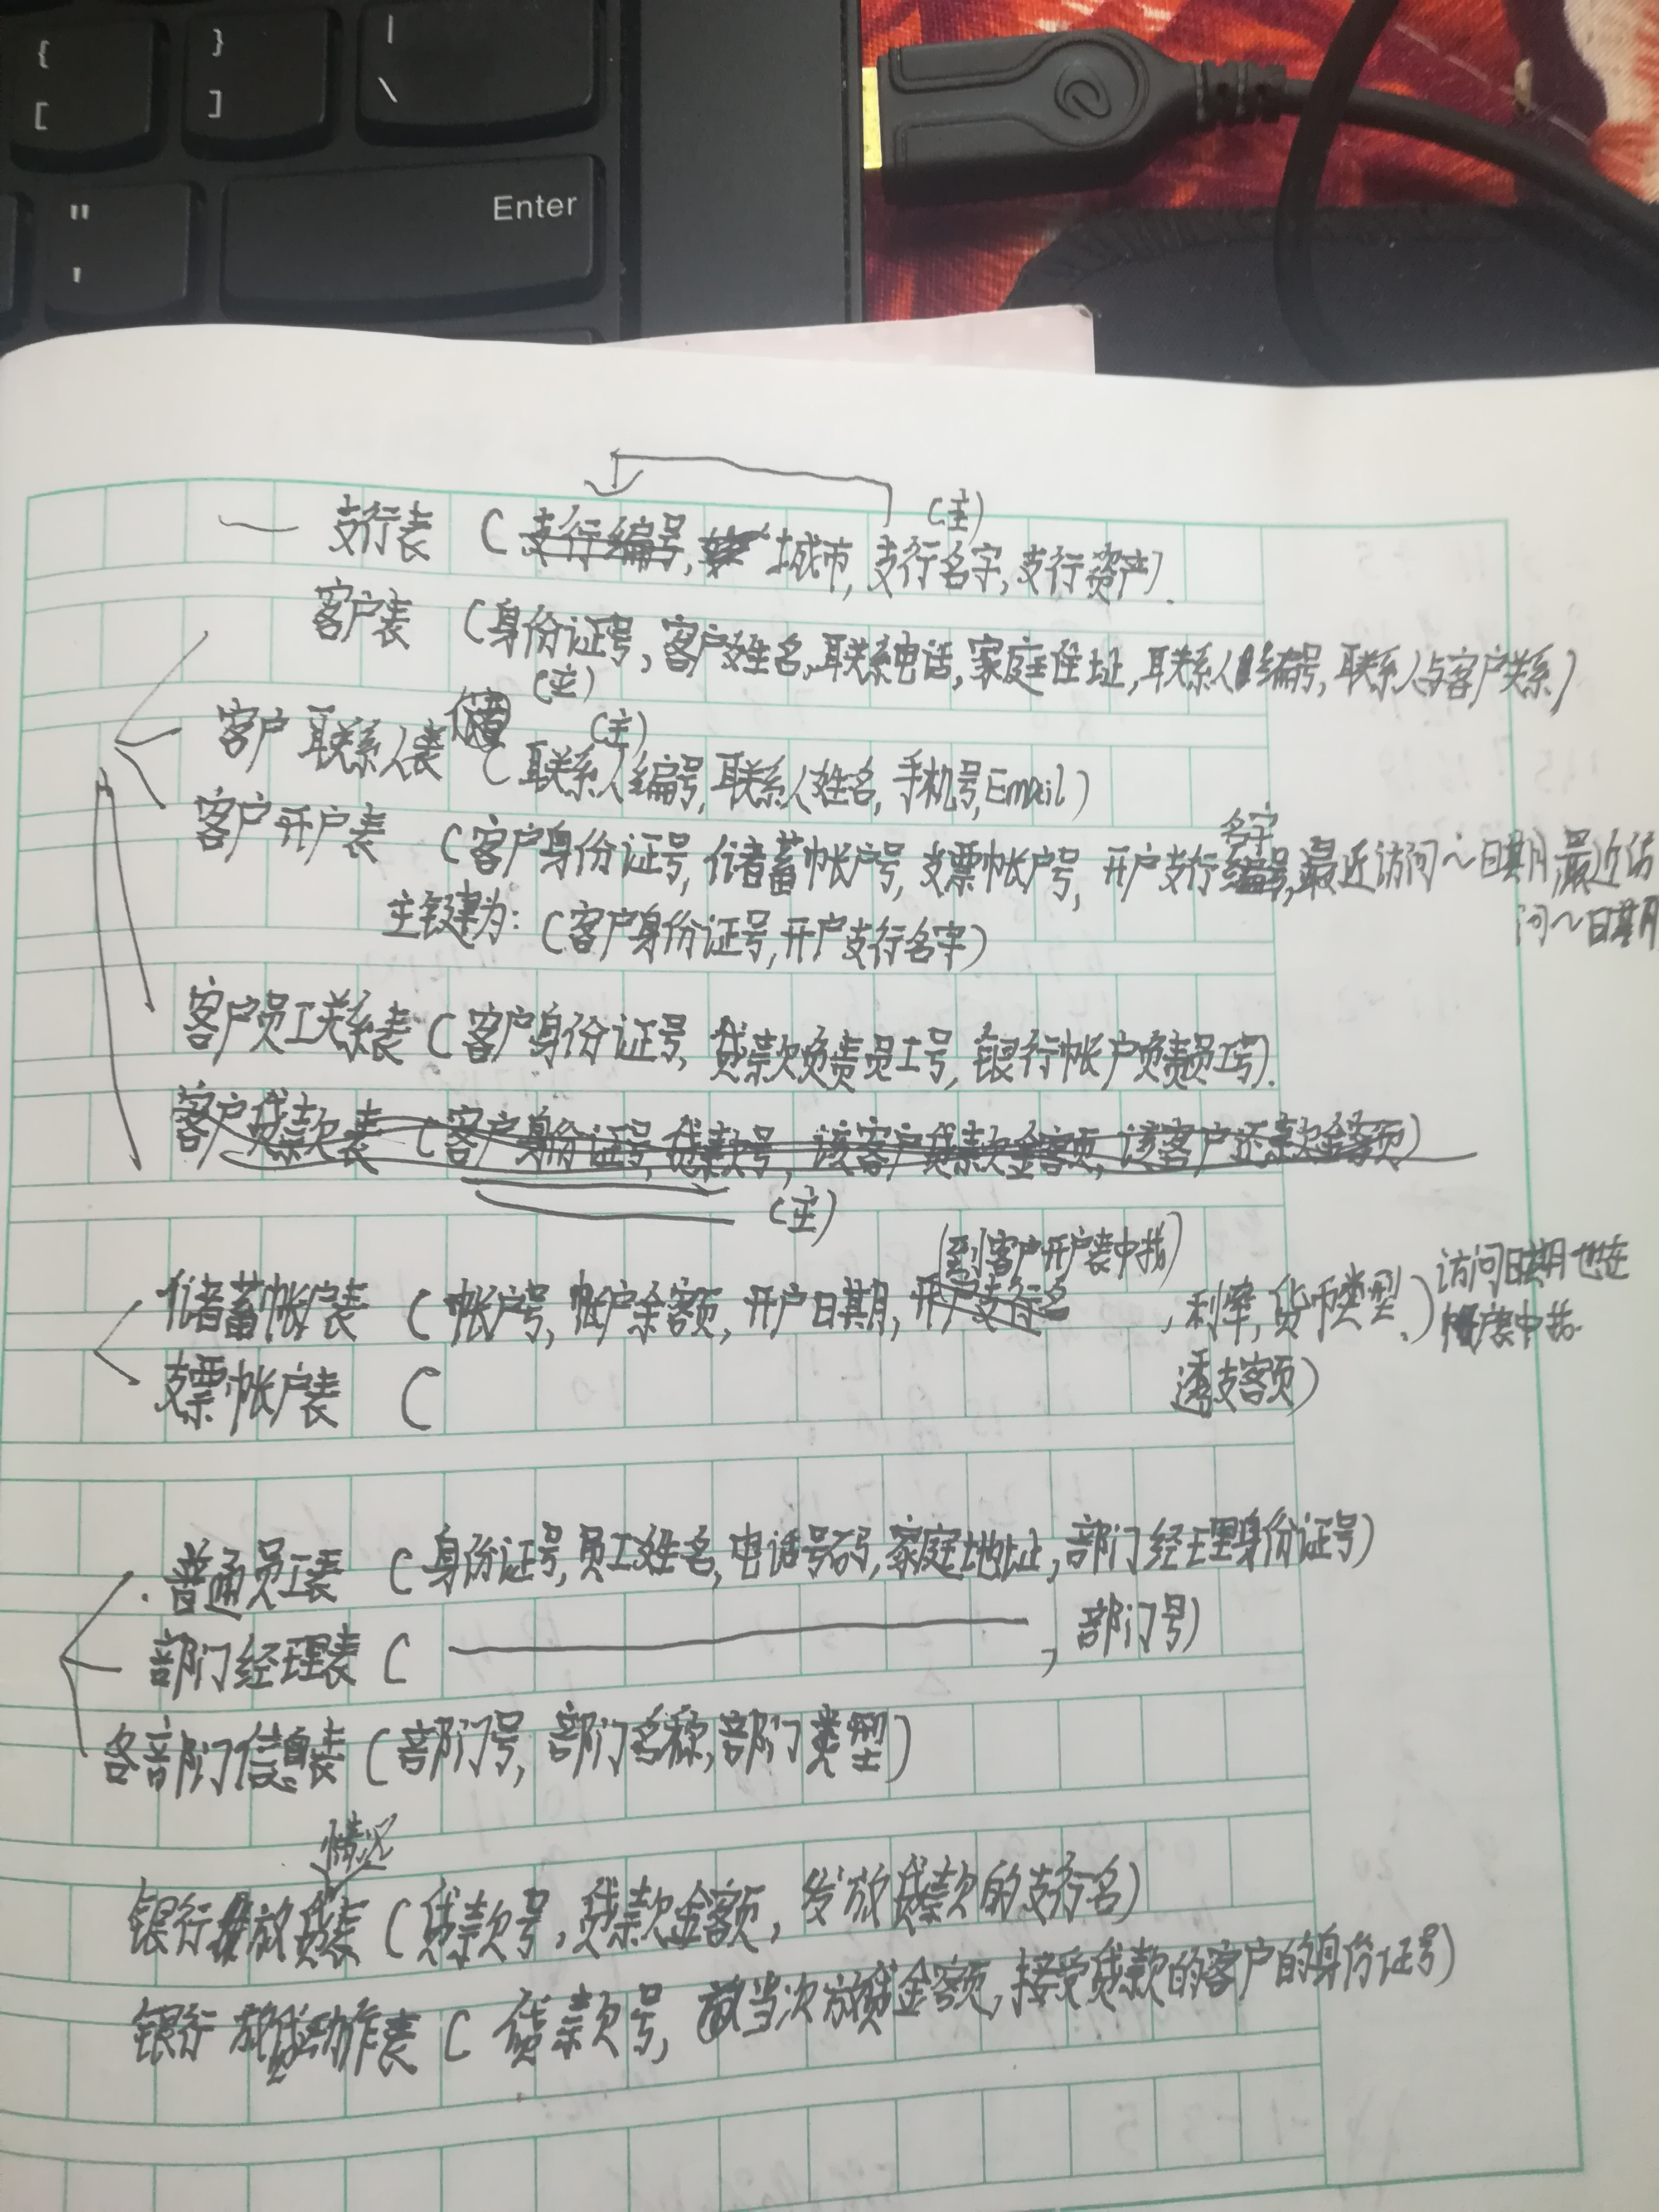 {
[
}
]
|
\
"
'
Enter
(主)
支行表 (支行编号, 城市, 支行名字, 支行资产).
客户表 (身份证号, 客户姓名, 联系电话, 家庭住址, 联系人编号, 联系人与客户关系)
(主)
(主)
客户联系人表 (联系人编号, 联系人姓名, 手机号, Email)
名字
客户开户表 (客户身份证号, 储蓄帐户号, 支票帐户号, 开户支行编号, 最近访问~日期, 最近访
问~日期
主键为: (客户身份证号, 开户支行名字)
客户员工关系表 (客户身份证号, 贷款负责员工号, 银行帐户负责员工号).
客户贷款表 (客户身份证号, 贷款号, 该客户贷款金额, 该客户还款金额)
(主)
(到客户开户表中找)
储蓄帐户表 (帐户号, 帐户余额, 开户日期, 开户支行名, 利率, 货币类型.) 访问日期也在
中找.
支票帐户表 ( 透支额)
普通员工表 (身份证号, 员工姓名, 电话号码, 家庭地址, 部门经理身份证号)
部门经理表 ( , 部门号)
各部门信息表 (部门号, 部门名称, 部门类型)
情况
银行放贷表 (贷款号, 贷款金额, 发放贷款的支行名)
银行放贷动作表 (贷款号, 当次放贷金额, 接受贷款的客户的身份证号)